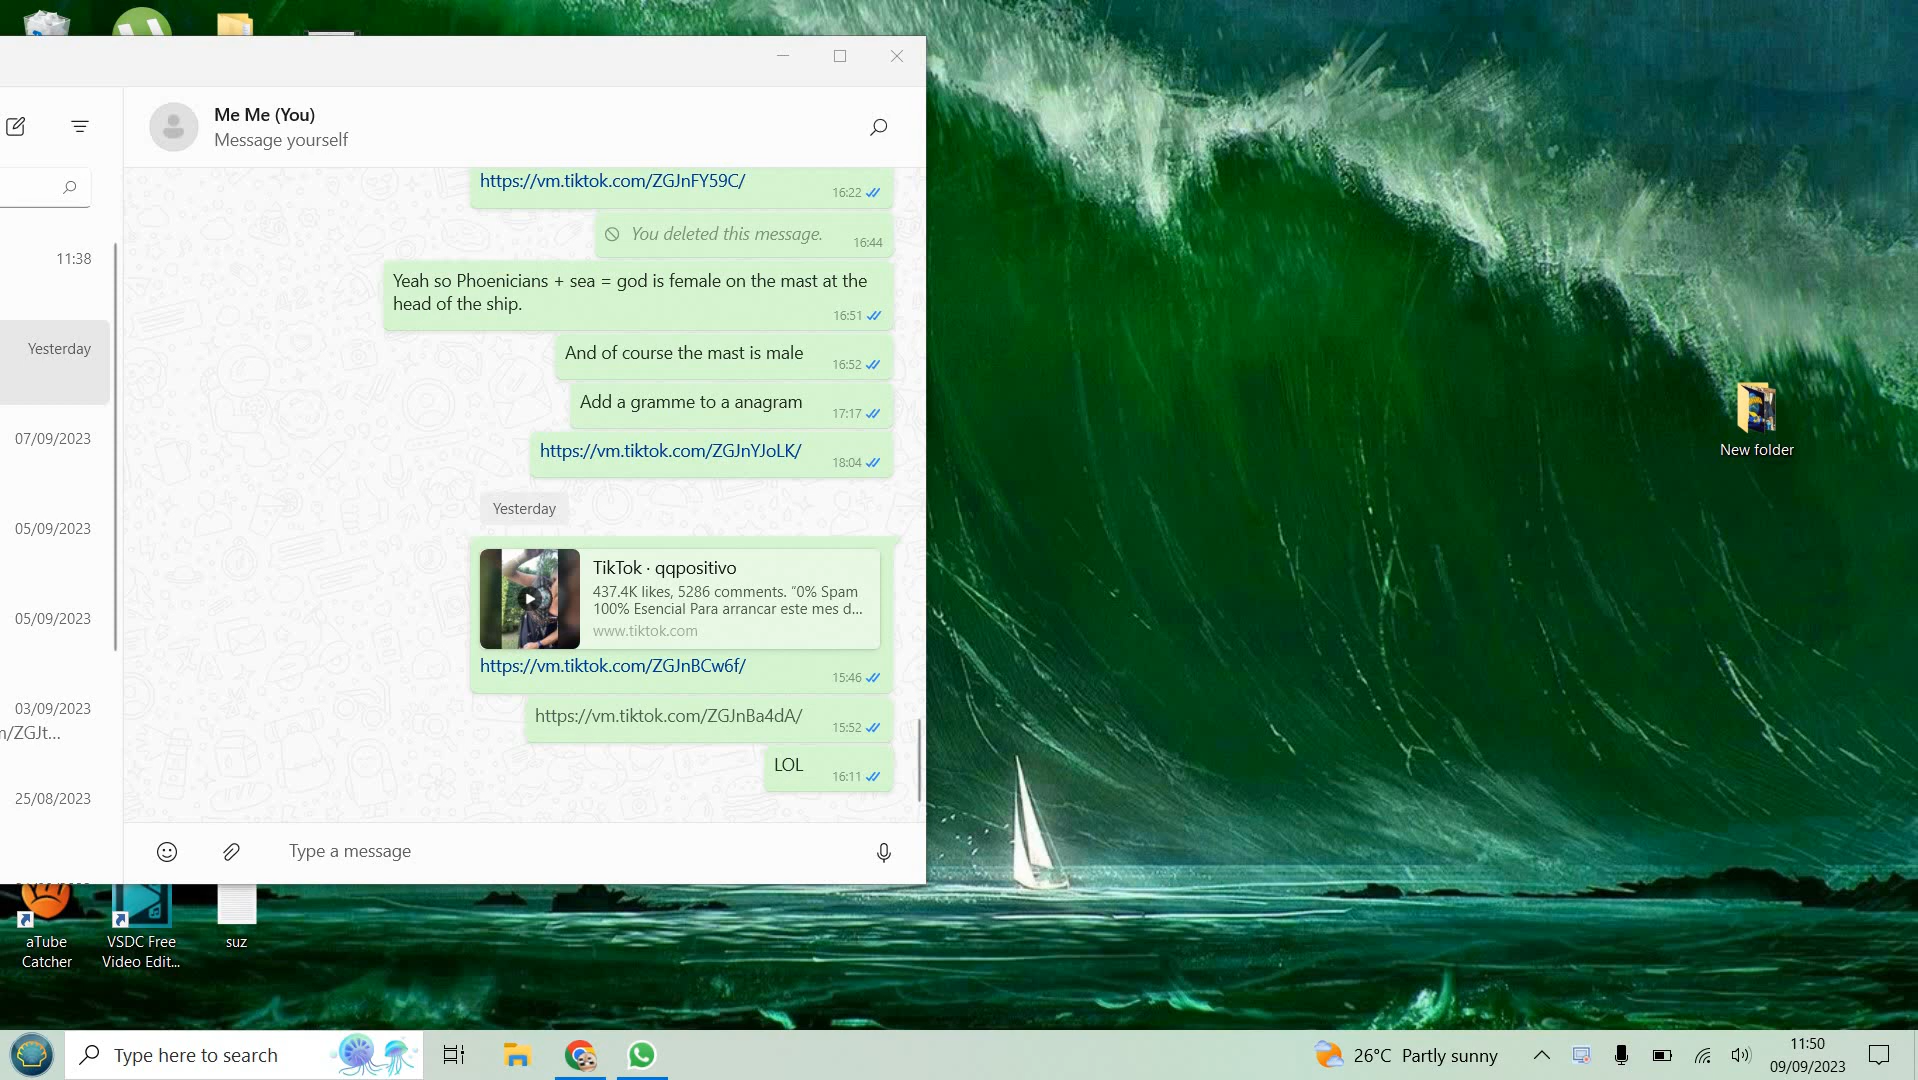 Me Me (You)
Message yourself
https://vm.tiktok.com/ZGJnFY59C/
16:22
You deleted this message.
16:44
11:38
Yeah so Phoenicians + sea = god is female on the mast at the
head of the ship.
16:51
Yesterday
And of course the mast is male
16:52
Add a gramme to a anagram
17:17
07/09/2023
https://vm.tiktok.com/ZGJnYJoLK/
18:04
Yesterday
05/09/2023
TikTok · qqpositivo
437.4K likes, 5286 comments. “0% Spam
100% Esencial Para arrancar este mes d...
www.tiktok.com
05/09/2023
https://vm.tiktok.com/ZGJnBCw6f/
15:46
03/09/2023
n/ZGJt...
https://vm.tiktok.com/ZGJnBa4dA/
15:52
LOL
16:11
25/08/2023
Type a message
New folder
aTube
Catcher
VSDC Free
Video Edit...
suz
Type here to search
26°C Partly sunny
11:50
09/09/2023